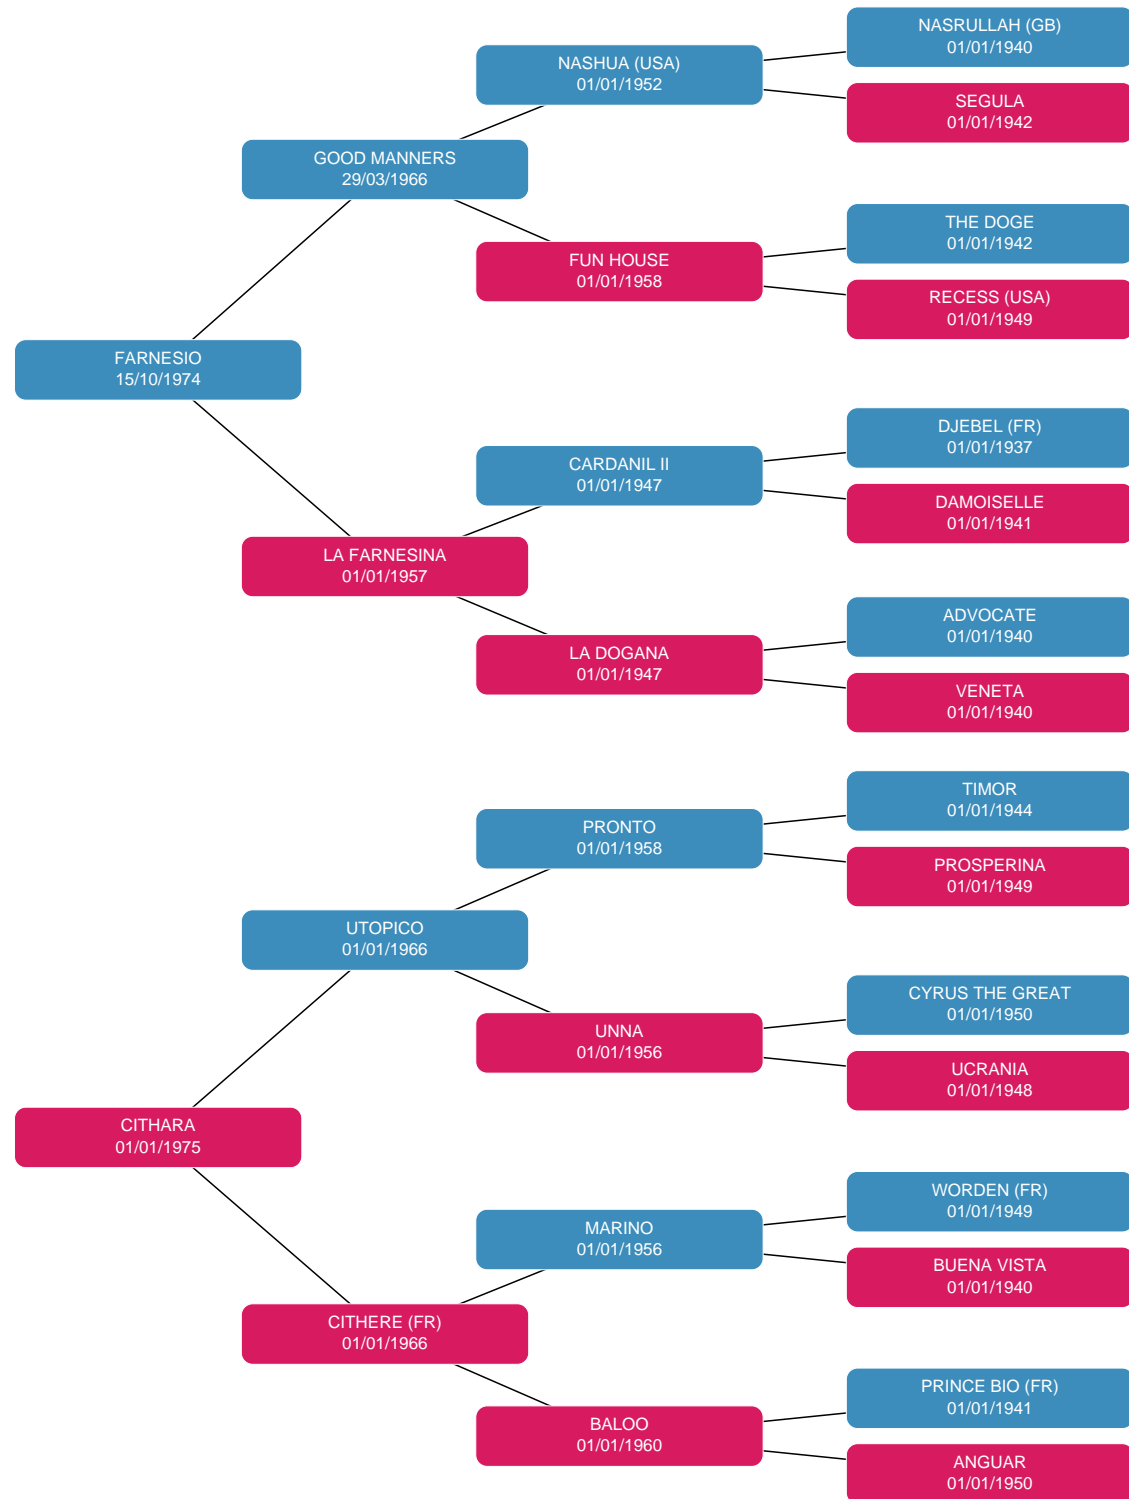 NASRULLAH (GB)
01/01/1940
NASHUA (USA)
01/01/1952
SEGULA
01/01/1942
GOOD MANNERS
29/03/1966
THE DOGE
01/01/1942
FUN HOUSE
01/01/1958
RECESS (USA)
01/01/1949
FARNESIO
15/10/1974
DJEBEL (FR)
01/01/1937
CARDANIL II
01/01/1947
DAMOISELLE
01/01/1941
LA FARNESINA
01/01/1957
ADVOCATE
01/01/1940
LA DOGANA
01/01/1947
VENETA
01/01/1940
TIMOR
01/01/1944
PRONTO
01/01/1958
PROSPERINA
01/01/1949
UTOPICO
01/01/1966
CYRUS THE GREAT
01/01/1950
UNNA
01/01/1956
UCRANIA
01/01/1948
CITHARA
01/01/1975
WORDEN (FR)
01/01/1949
MARINO
01/01/1956
BUENA VISTA
01/01/1940
CITHERE (FR)
01/01/1966
PRINCE BIO (FR)
01/01/1941
BALOO
01/01/1960
ANGUAR
01/01/1950